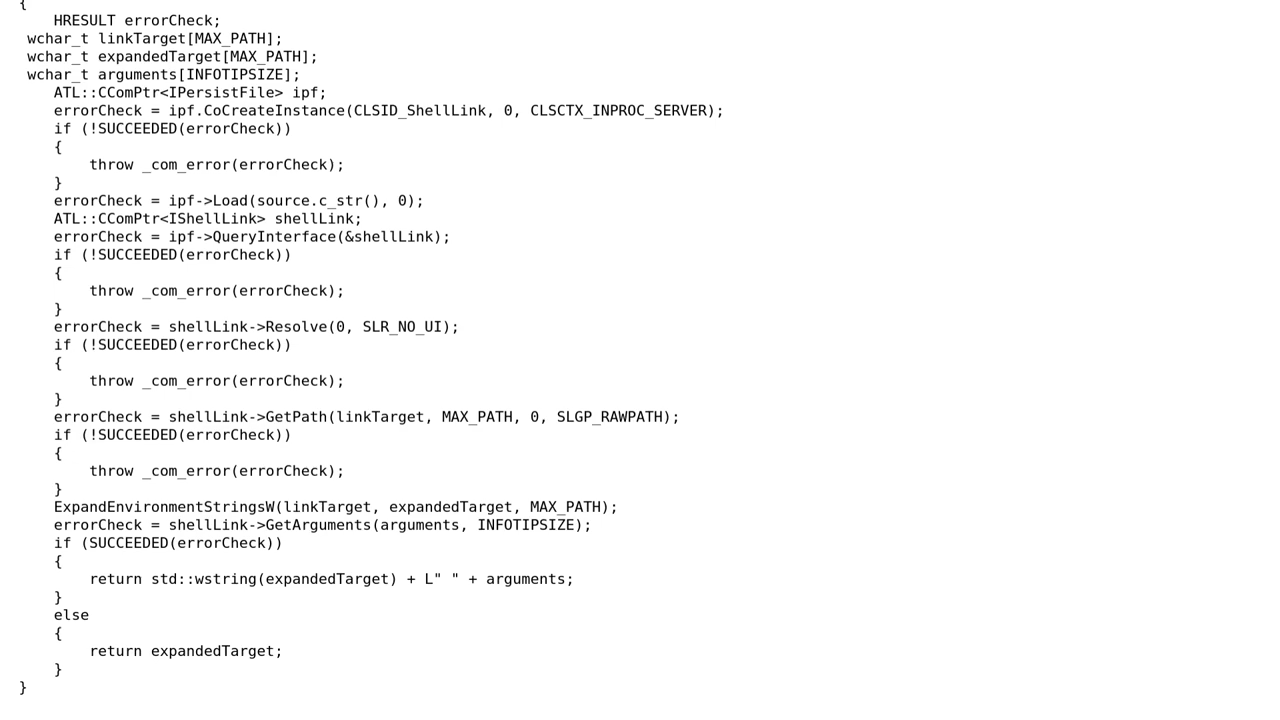 {
    HRESULT errorCheck;
 wchar_t linkTarget[MAX_PATH];
 wchar_t expandedTarget[MAX_PATH];
 wchar_t arguments[INFOTIPSIZE];
    ATL::CComPtr<IPersistFile> ipf;
    errorCheck = ipf.CoCreateInstance(CLSID_ShellLink, 0, CLSCTX_INPROC_SERVER);
    if (!SUCCEEDED(errorCheck))
    {
        throw _com_error(errorCheck);
    }
    errorCheck = ipf->Load(source.c_str(), 0);
    ATL::CComPtr<IShellLink> shellLink;
    errorCheck = ipf->QueryInterface(&shellLink);
    if (!SUCCEEDED(errorCheck))
    {
        throw _com_error(errorCheck);
    }
    errorCheck = shellLink->Resolve(0, SLR_NO_UI);
    if (!SUCCEEDED(errorCheck))
    {
        throw _com_error(errorCheck);
    }
    errorCheck = shellLink->GetPath(linkTarget, MAX_PATH, 0, SLGP_RAWPATH);
    if (!SUCCEEDED(errorCheck))
    {
        throw _com_error(errorCheck);
    }
    ExpandEnvironmentStringsW(linkTarget, expandedTarget, MAX_PATH);
    errorCheck = shellLink->GetArguments(arguments, INFOTIPSIZE);
    if (SUCCEEDED(errorCheck))
    {
        return std::wstring(expandedTarget) + L" " + arguments;
    }
    else
    {
        return expandedTarget;
    }
}